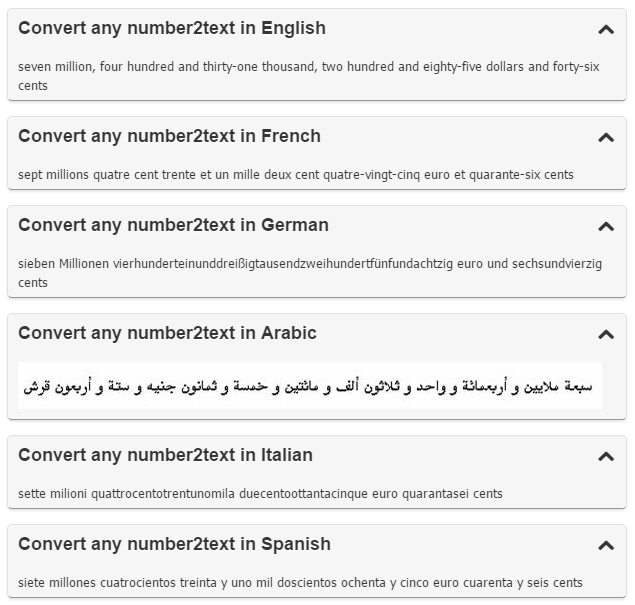 Convert any number2text in English
seven million, four hundred and thirty-one thousand, two hundred and eighty-five dollars and forty-six
cents
Convert any number2text in French
sept millions quatre cent trente et un mille deux cent quatre-vingt-cinq euro et quarante-six cents
Convert any number2text in German
sieben Millionen vierhunderteinunddreißigtausendzweihundertfünfundachtzig euro und sechsundvierzig
cents
Convert any number2text in Arabic
سبعة ملايين و أربعمائة و واحد و ثلاثون ألف و مائتين و خمسة و ثمانون جنيه و ستة و أربعون قرش
Convert any number2text in Italian
sette milioni quattrocentotrentunomila duecentoottantacinque euro quarantasei cents
Convert any number2text in Spanish
siete millones cuatrocientos treinta y uno mil doscientos ochenta y cinco euro cuarenta y seis cents